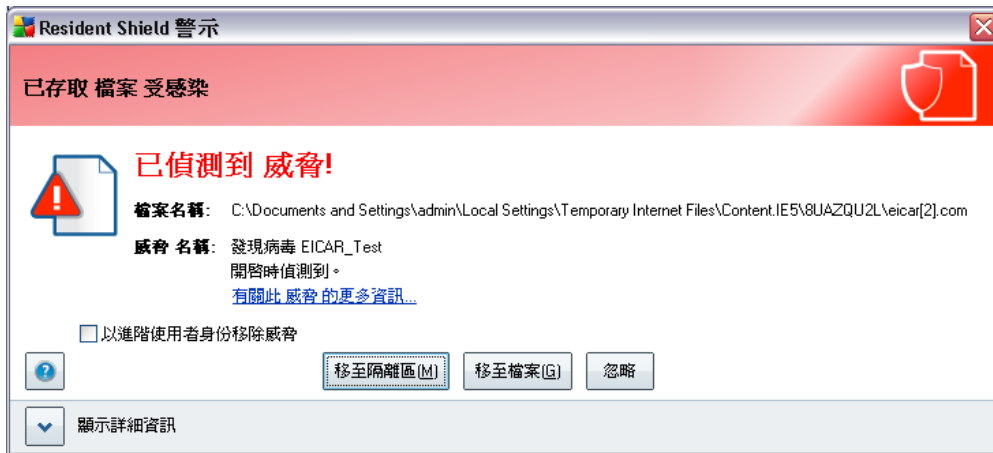 Resident Shield 警示
已存取 檔案 受感染
已偵測到 威脅!
檔案名稱: C:\Documents and Settings\admin\Local Settings\Temporary Internet Files\Content.IE5\8UAZQU2L\eicar[2].com
威脅 名稱: 發現病毒 EICAR_Test
開啓時偵測到。
有關此 威脅 的更多資訊...
以進階使用者身份移除威脅
移至隔離區(M) 移至檔案(G) 忽略
顯示詳細資訊